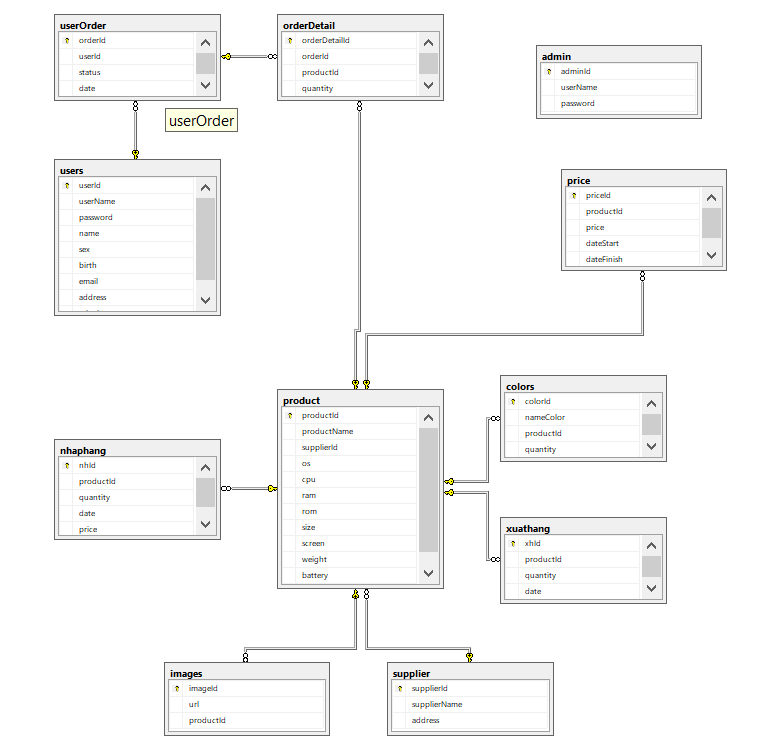 userOrder
orderId
userId
status
date
orderDetail
orderDetailId
orderId
productId
quantity
admin
adminId
userName
password
userOrder
users
userId
userName
password
name
sex
birth
email
address
price
priceId
productId
price
dateStart
dateFinish
product
productId
productName
supplierId
os
cpu
ram
rom
size
screen
weight
battery
colors
colorId
nameColor
productId
quantity
nhaphang
nhId
productId
quantity
date
price
xuathang
xhId
productId
quantity
date
images
imageId
url
productId
supplier
supplierId
supplierName
address